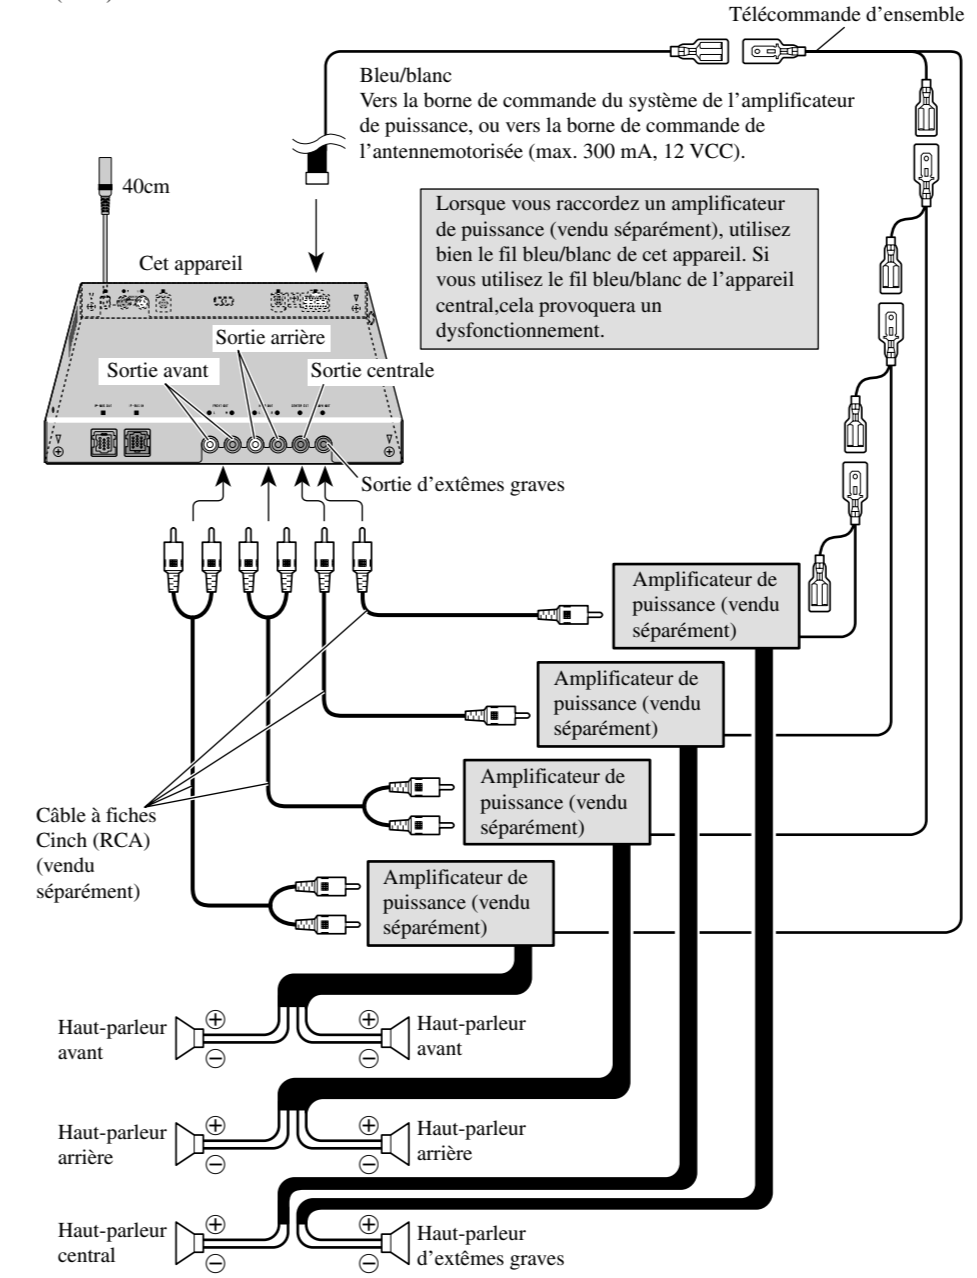 Télécommande d’ensemble
Bleu/blanc
Vers la borne de commande du système de l’amplificateur
de puissance, ou vers la borne de commande de
l’antennemotorisée (max. 300 mA, 12 VCC).
40cm
Lorsque vous raccordez un amplificateur
de puissance (vendu séparément), utilisez
bien le fil bleu/blanc de cet appareil. Si
vous utilisez le fil bleu/blanc de l’appareil
central,cela provoquera un
dysfonctionnement.
Cet appareil
Sortie arrière
Sortie avant
Sortie centrale
Sortie d’extêmes graves
Amplificateur de
puissance (vendu
séparément)
Amplificateur de
puissance (vendu
séparément)
Amplificateur de
puissance (vendu
séparément)
Câble à fiches
Cinch (RCA)
(vendu
séparément)
Amplificateur de
puissance (vendu
séparément)
Haut-parleur
avant
Haut-parleur
avant
Haut-parleur
arrière
Haut-parleur
arrière
Haut-parleur
central
Haut-parleur
d’extêmes graves